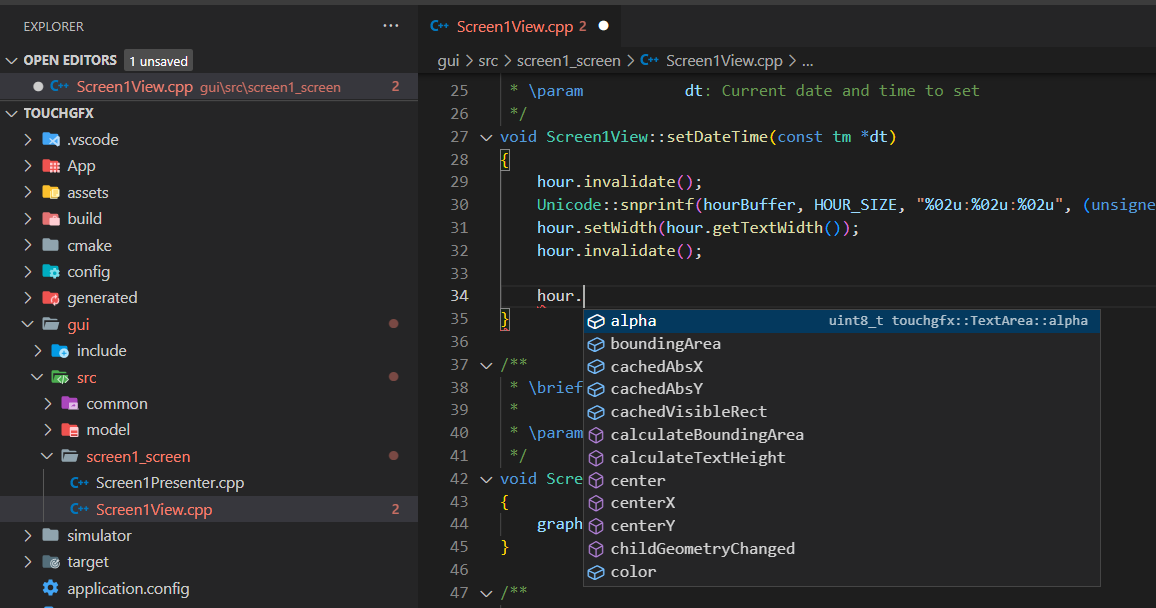 EXPLORER
OPEN EDITORS 1 unsaved
Screen1View.cpp gui\src\screen1_screen 2
TOUCHGFX
.vscode
App
assets
build
cmake
config
generated
gui
include
src
common
model
screen1_screen
Screen1Presenter.cpp
Screen1View.cpp 2
simulator
target
application.config
Screen1View.cpp 2
gui > src > screen1_screen > Screen1View.cpp > ...
25 * \param dt: Current date and time to set
26 */
27 void Screen1View::setDateTime(const tm *dt)
28 {
29 hour.invalidate();
30 Unicode::snprintf(hourBuffer, HOUR_SIZE, "%02u:%02u:%02u", (unsigne
31 hour.setWidth(hour.getTextWidth());
32 hour.invalidate();
33
34 hour.
35 }
36
37 /**
38 * \brief
39 *
40 * \param
41 */
42 void Scre
43 {
44 graph
45 }
46
47 /**
alpha uint8_t touchgfx::TextArea::alpha
boundingArea
cachedAbsX
cachedAbsY
cachedVisibleRect
calculateBoundingArea
calculateTextHeight
center
centerX
centerY
childGeometryChanged
color